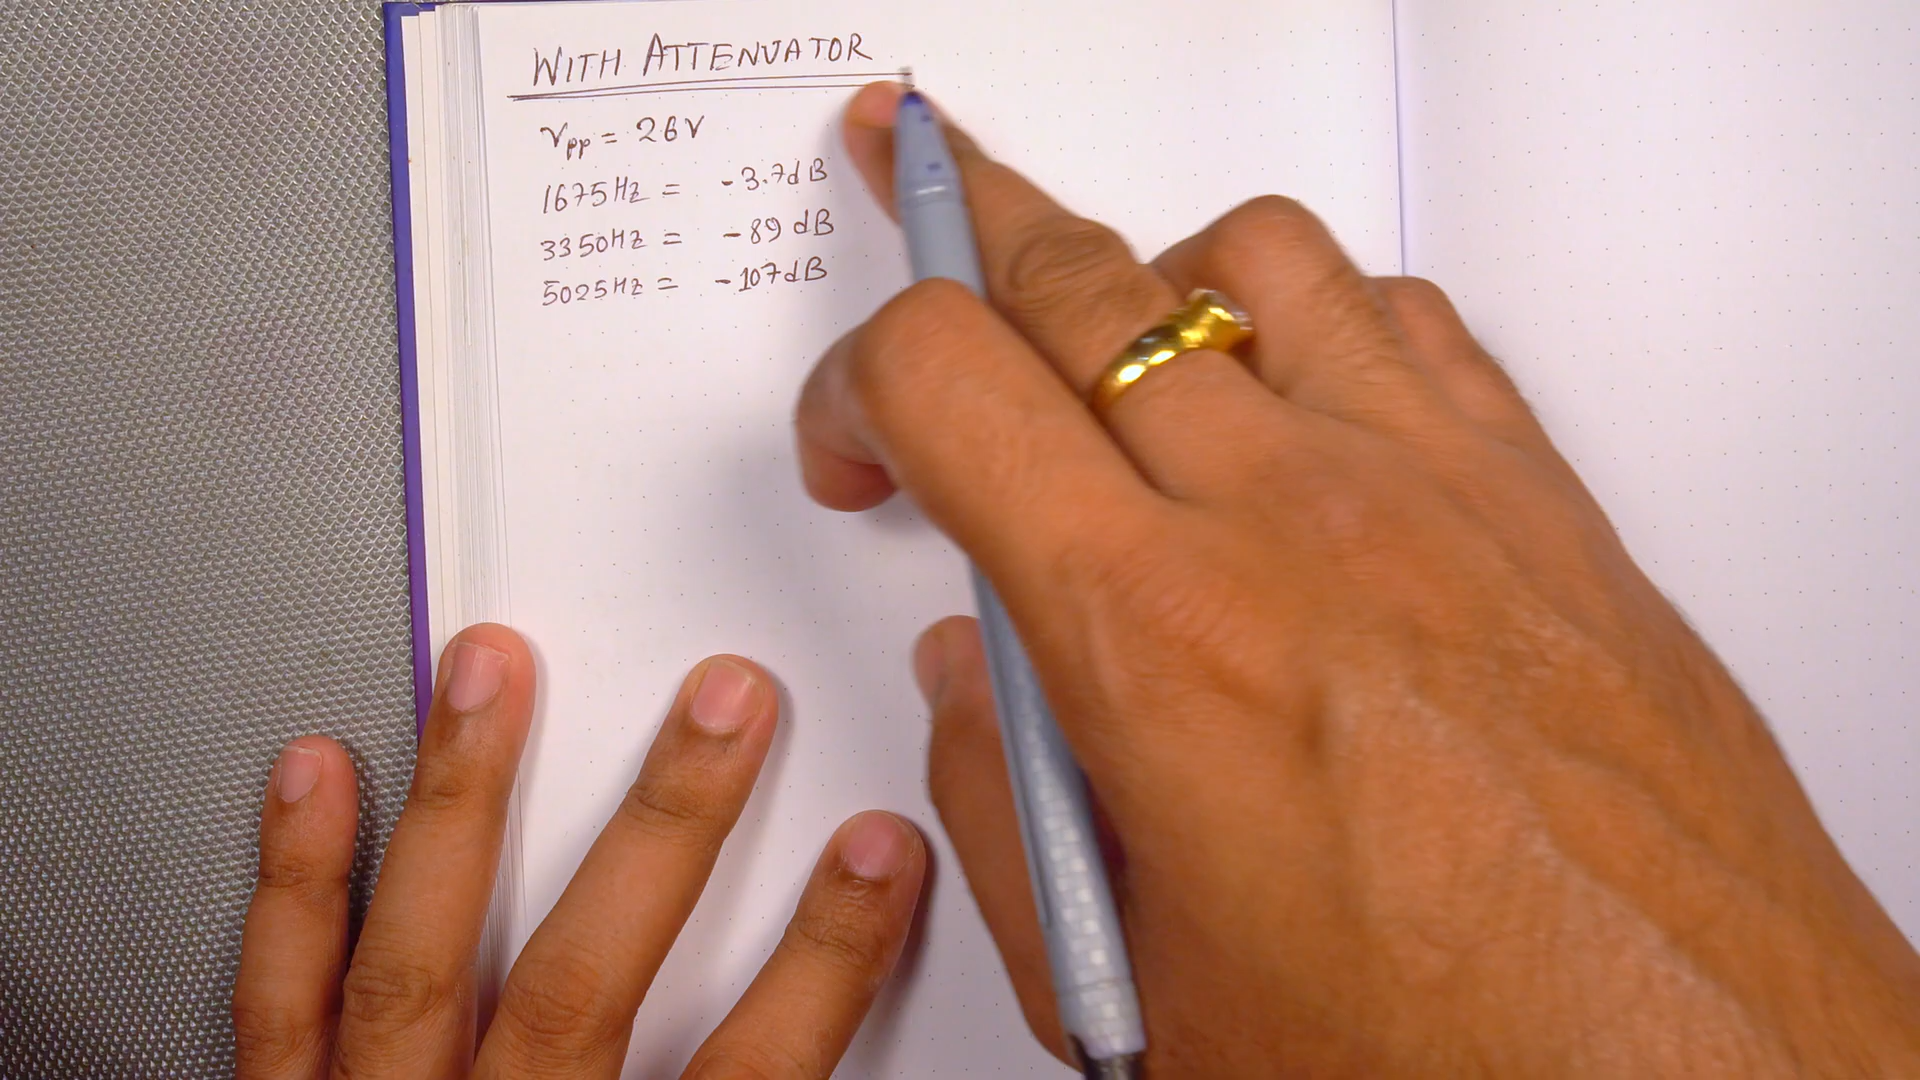 WITH ATTENUATOR
Vpp = 26V
1675Hz = -3.7dB
3350Hz = -89 dB
5025Hz = -107dB